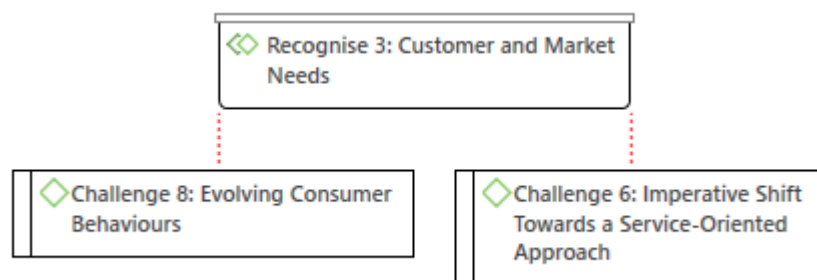 Recognise 3: Customer and Market
Needs
Challenge 8: Evolving Consumer
Behaviours
Challenge 6: Imperative Shift
Towards a Service-Oriented
Approach